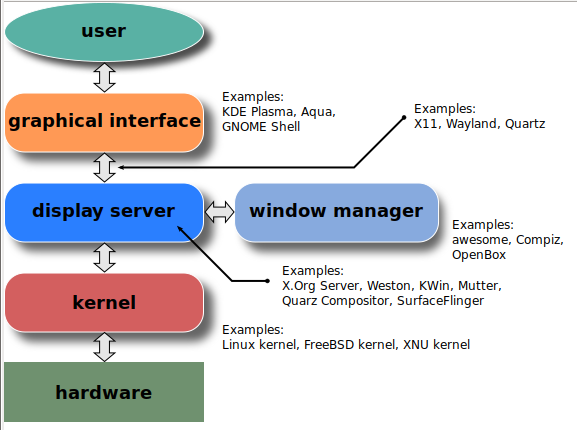 user
graphical interface
Examples:
KDE Plasma, Aqua,
GNOME Shell
Examples:
X11, Wayland, Quartz
display server
window manager
Examples:
awesome, Compiz,
OpenBox
Examples:
X.Org Server, Weston, KWin, Mutter,
Quarz Compositor, SurfaceFlinger
kernel
Examples:
Linux kernel, FreeBSD kernel, XNU kernel
hardware